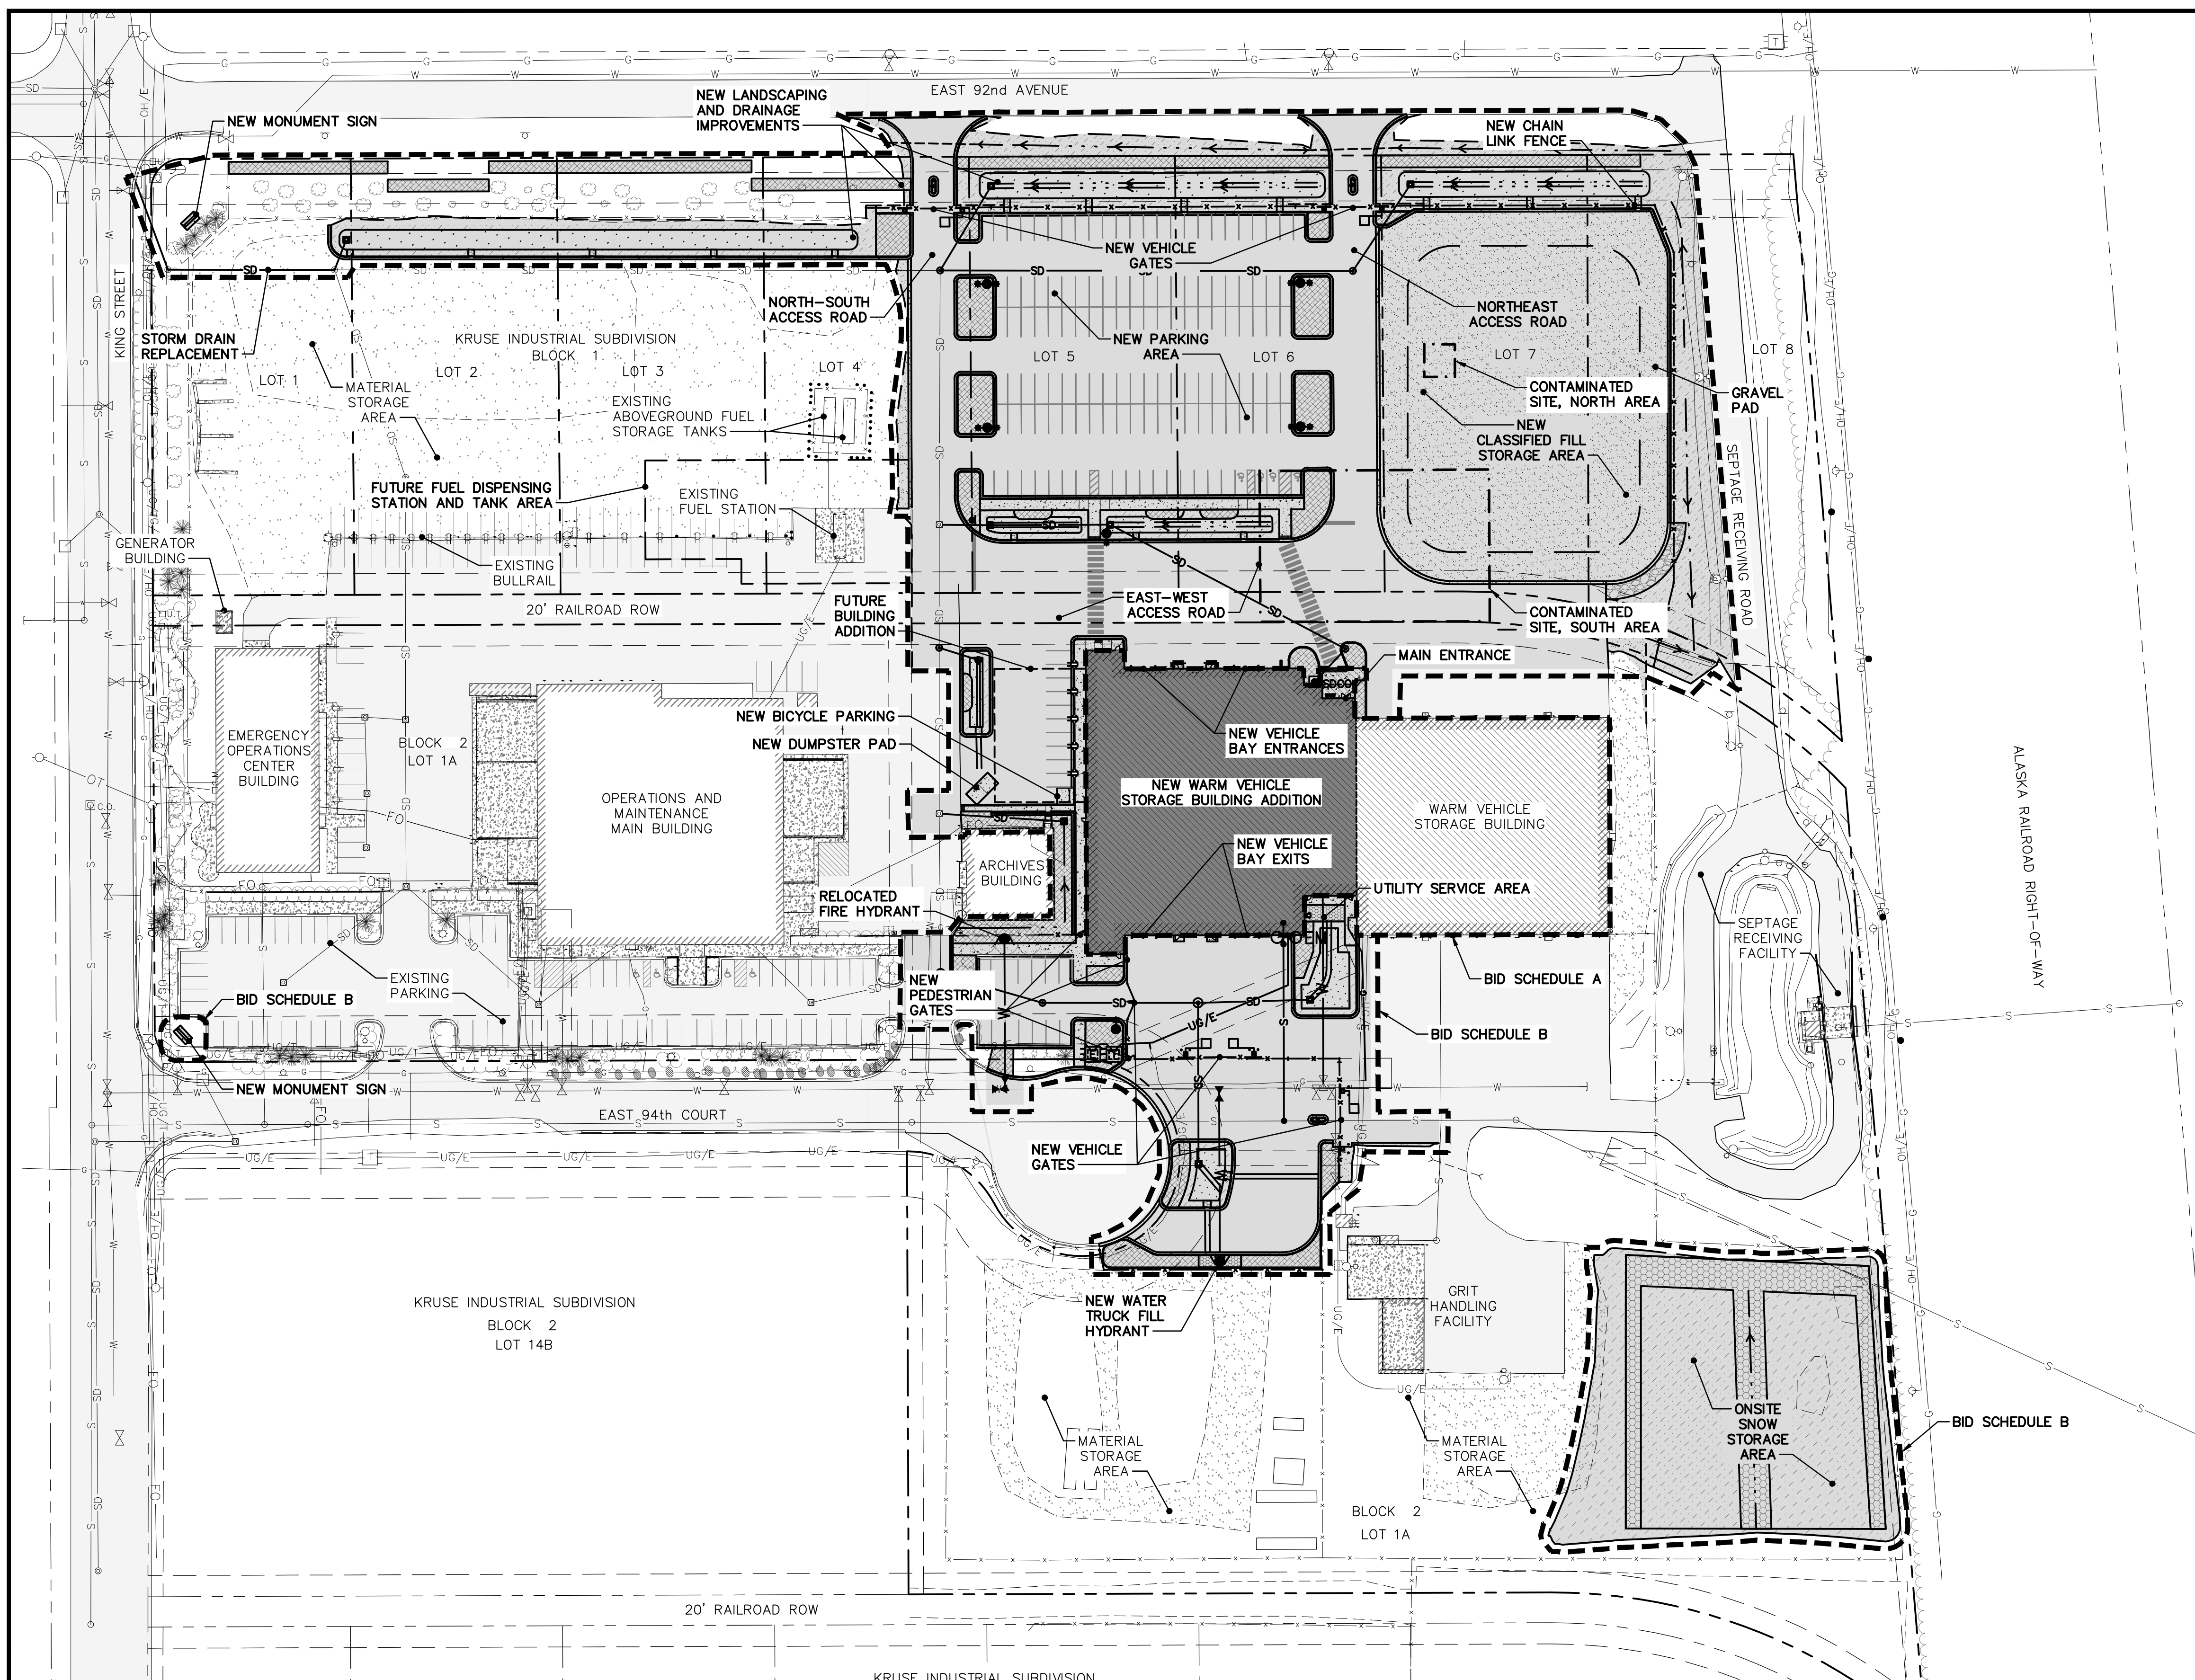 EAST 92nd AVENUE
NEW LANDSCAPING
AND DRAINAGE
IMPROVEMENTS
NEW MONUMENT SIGN
NEW CHAIN
LINK FENCE
KING STREET
NEW VEHICLE
GATES
NORTH-SOUTH
ACCESS ROAD
NORTHEAST
ACCESS ROAD
STORM DRAIN
REPLACEMENT
KRUSE INDUSTRIAL SUBDIVISION
BLOCK 1
LOT 1
LOT 2
LOT 3
LOT 4
LOT 5
NEW PARKING
AREA
LOT 6
LOT 7
LOT 8
MATERIAL
STORAGE
AREA
EXISTING
ABOVEGROUND FUEL
STORAGE TANKS
CONTAMINATED
SITE, NORTH AREA
GRAVEL
PAD
NEW
CLASSIFIED FILL
STORAGE AREA
SEPTAGE RECEIVING ROAD
FUTURE FUEL DISPENSING
STATION AND TANK AREA
EXISTING
FUEL STATION
GENERATOR
BUILDING
EXISTING
BULLRAIL
20' RAILROAD ROW
FUTURE
BUILDING
ADDITION
EAST-WEST
ACCESS ROAD
CONTAMINATED
SITE, SOUTH AREA
MAIN ENTRANCE
SDCO
NEW BICYCLE PARKING
NEW DUMPSTER PAD
NEW VEHICLE
BAY ENTRANCES
EMERGENCY
OPERATIONS
CENTER
BUILDING
BLOCK 2
LOT 1A
OPERATIONS AND
MAINTENANCE
MAIN BUILDING
NEW WARM VEHICLE
STORAGE BUILDING ADDITION
WARM VEHICLE
STORAGE BUILDING
ALASKA RAILROAD RIGHT-OF-WAY
C.O.
ARCHIVES
BUILDING
NEW VEHICLE
BAY EXITS
UTILITY SERVICE AREA
RELOCATED
FIRE HYDRANT
SEPTAGE
RECEIVING
FACILITY
EXISTING
PARKING
BID SCHEDULE B
NEW
PEDESTRIAN
GATES
BID SCHEDULE A
BID SCHEDULE B
NEW MONUMENT SIGN
EAST 94th COURT
NEW VEHICLE
GATES
KRUSE INDUSTRIAL SUBDIVISION
BLOCK 2
LOT 14B
NEW WATER
TRUCK FILL
HYDRANT
GRIT
HANDLING
FACILITY
MATERIAL
STORAGE
AREA
MATERIAL
STORAGE
AREA
ONSITE
SNOW
STORAGE
AREA
BID SCHEDULE B
BLOCK 2
LOT 1A
20' RAILROAD ROW
KRUSE INDUSTRIAL SUBDIVISION